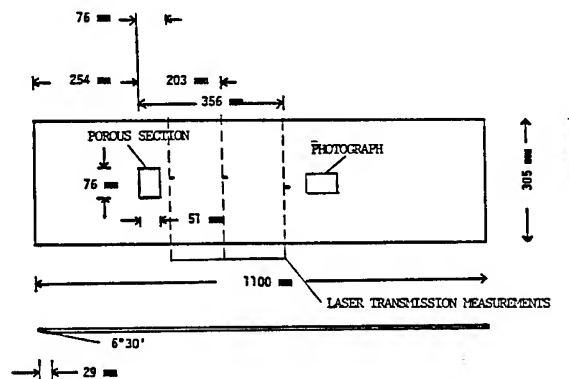 76 mm
254 mm
203 mm
356 mm
POROUS SECTION
PHOTOGRAPH
76 mm
305 mm
51 mm
1100 mm
LASER TRANSMISSION MEASUREMENTS
6°30'
29 mm